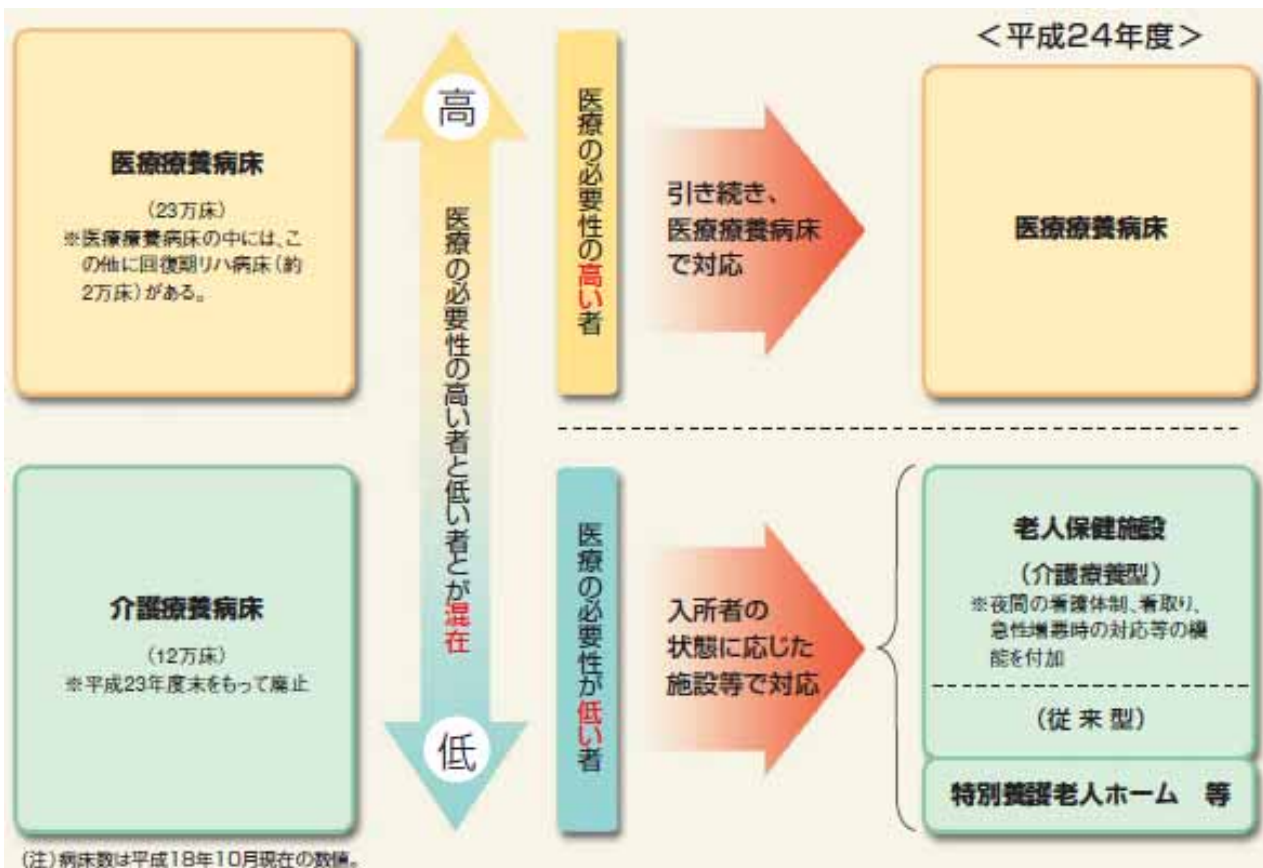 ＜平成24年度＞
医療療養病床
（23万床）
※医療療養病床の中には、こ
の他に回復期リハ病床（約
2万床）がある。
高
医療の必要性の高い者と低い者とが混在
低
医療の必要性の高い者
引き続き、
医療療養病床
で対応
医療療養病床
介護療養病床
（12万床）
※平成23年度末をもって廃止
医療の必要性が低い者
入所者の
状態に応じた
施設等で対応
老人保健施設
（介護療養型）
※夜間の看護体制、看取り、
急性増悪時の対応等の機
能を付加
（従来型）
特別養護老人ホーム　等
（注）病床数は平成18年10月現在の数値。